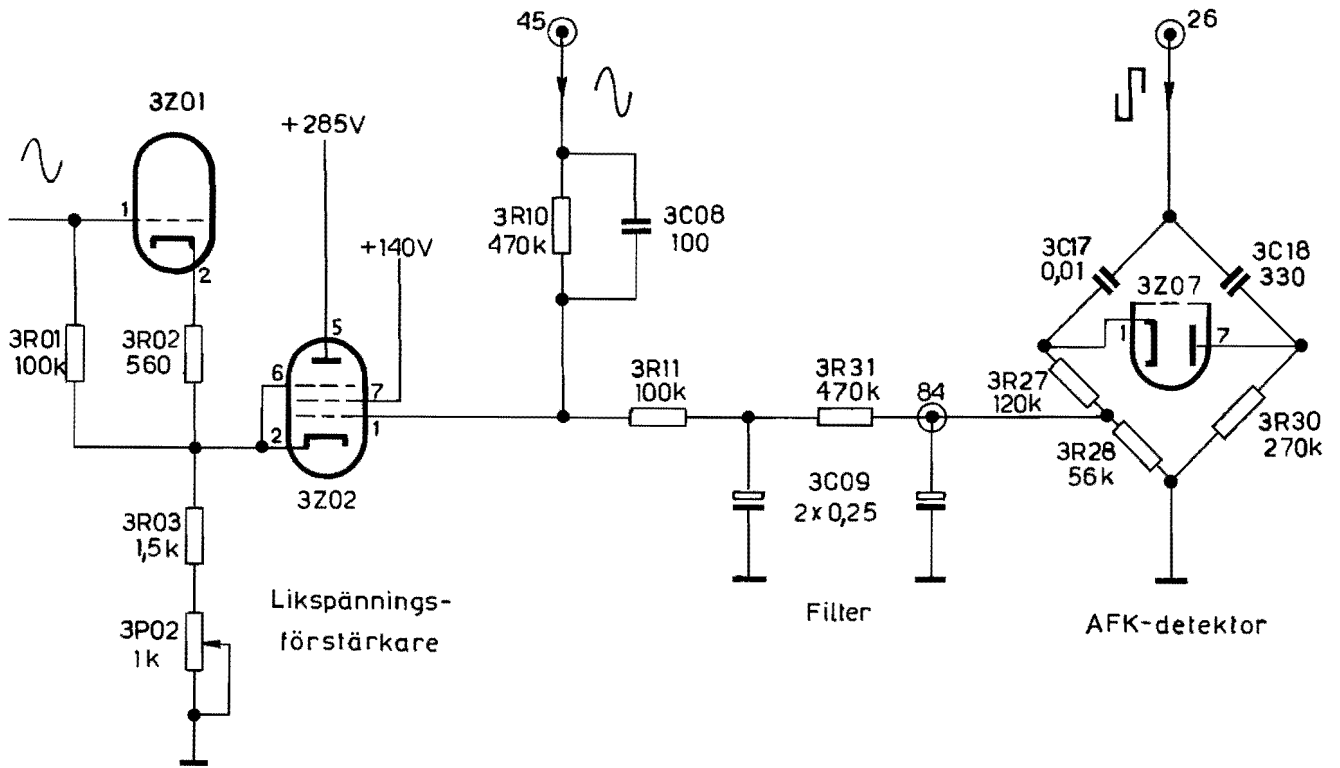 45
26
3Z01
+285V
3R10
470k
3C08
100
+140V
3C17
0,01
3C18
330
3Z07
1
7
1
2
3R01
100k
3R02
560
5
6
7
1
2
3Z02
3R11
100k
3R31
470k
84
3R27
120k
3R28
56k
3R30
270k
3C09
2x0,25
3R03
1,5k
3P02
1k
Likspännings-
förstärkare
Filter
AFK-detektor